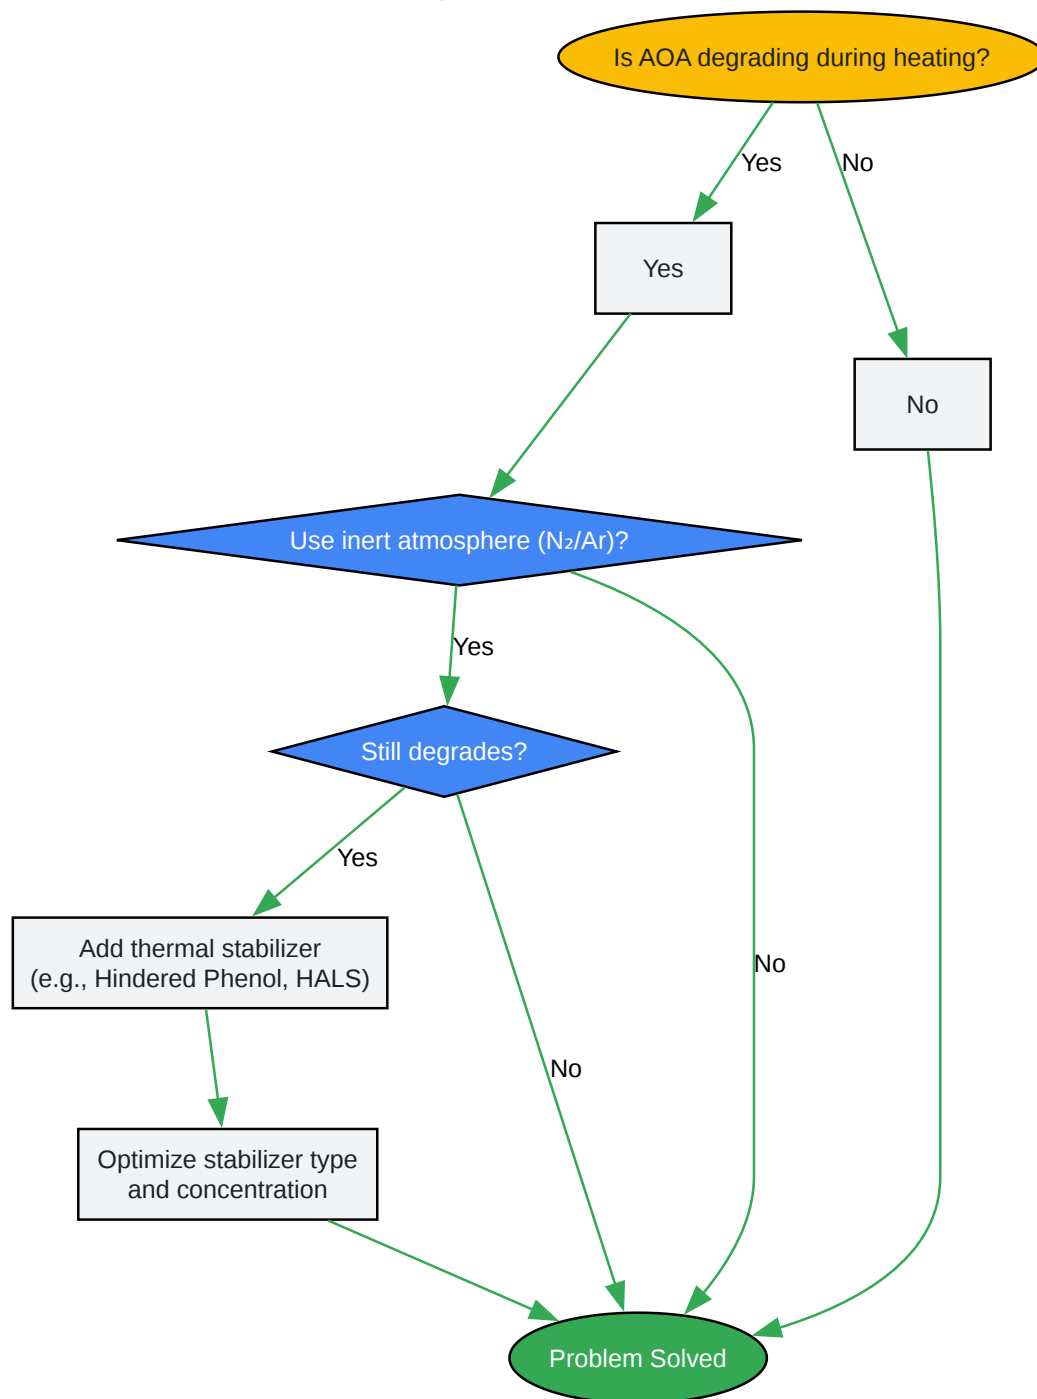 Is AOA degrading during heating?
Yes
No
Yes
No
Use inert atmosphere (N₂/Ar)?
Yes
Still degrades?
Yes
Add thermal stabilizer
(e.g., Hindered Phenol, HALS)
No
No
Optimize stabilizer type
and concentration
Problem Solved